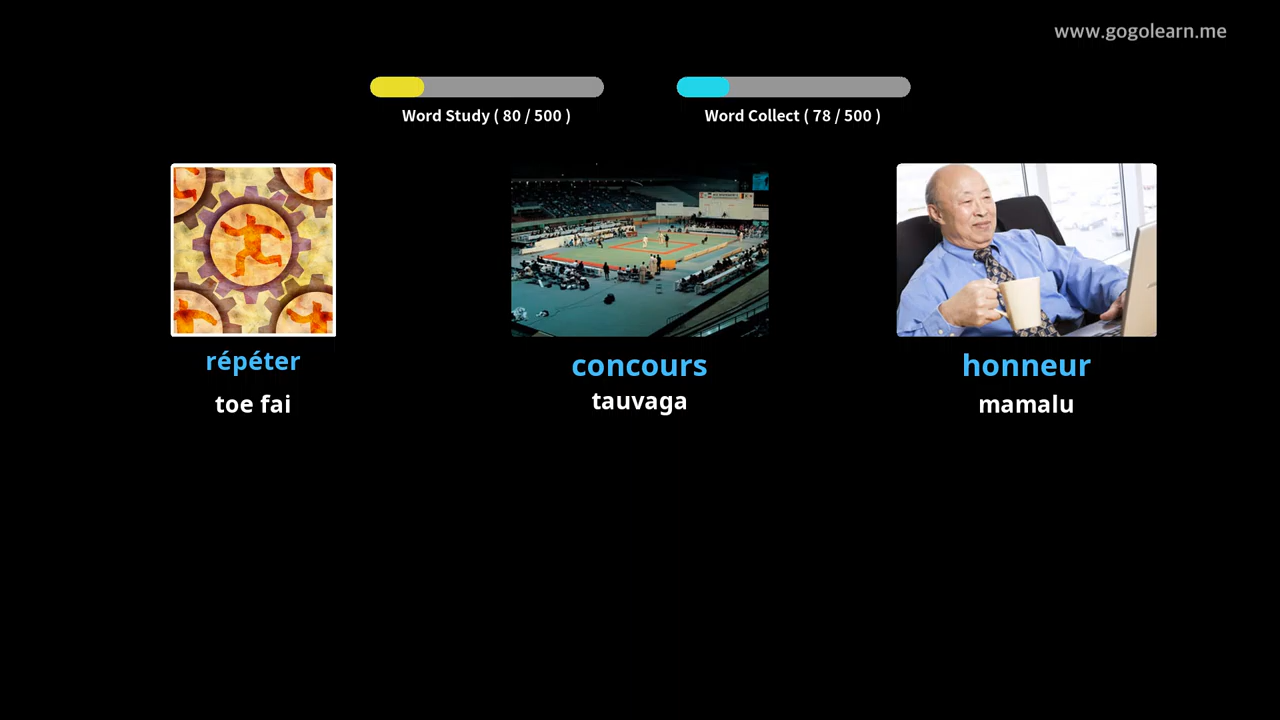 www.gogolearn.me
Word Study ( 80 / 500 )
Word Collect ( 78 / 500 )
répéter
concours
honneur
toe fai
tauvaga
mamalu